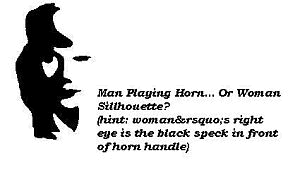 Man Playing Horn... Or Woman
Sillhouette?
(hint: woman&rsquo;s right
eye is the black speck in front
of horn handle)